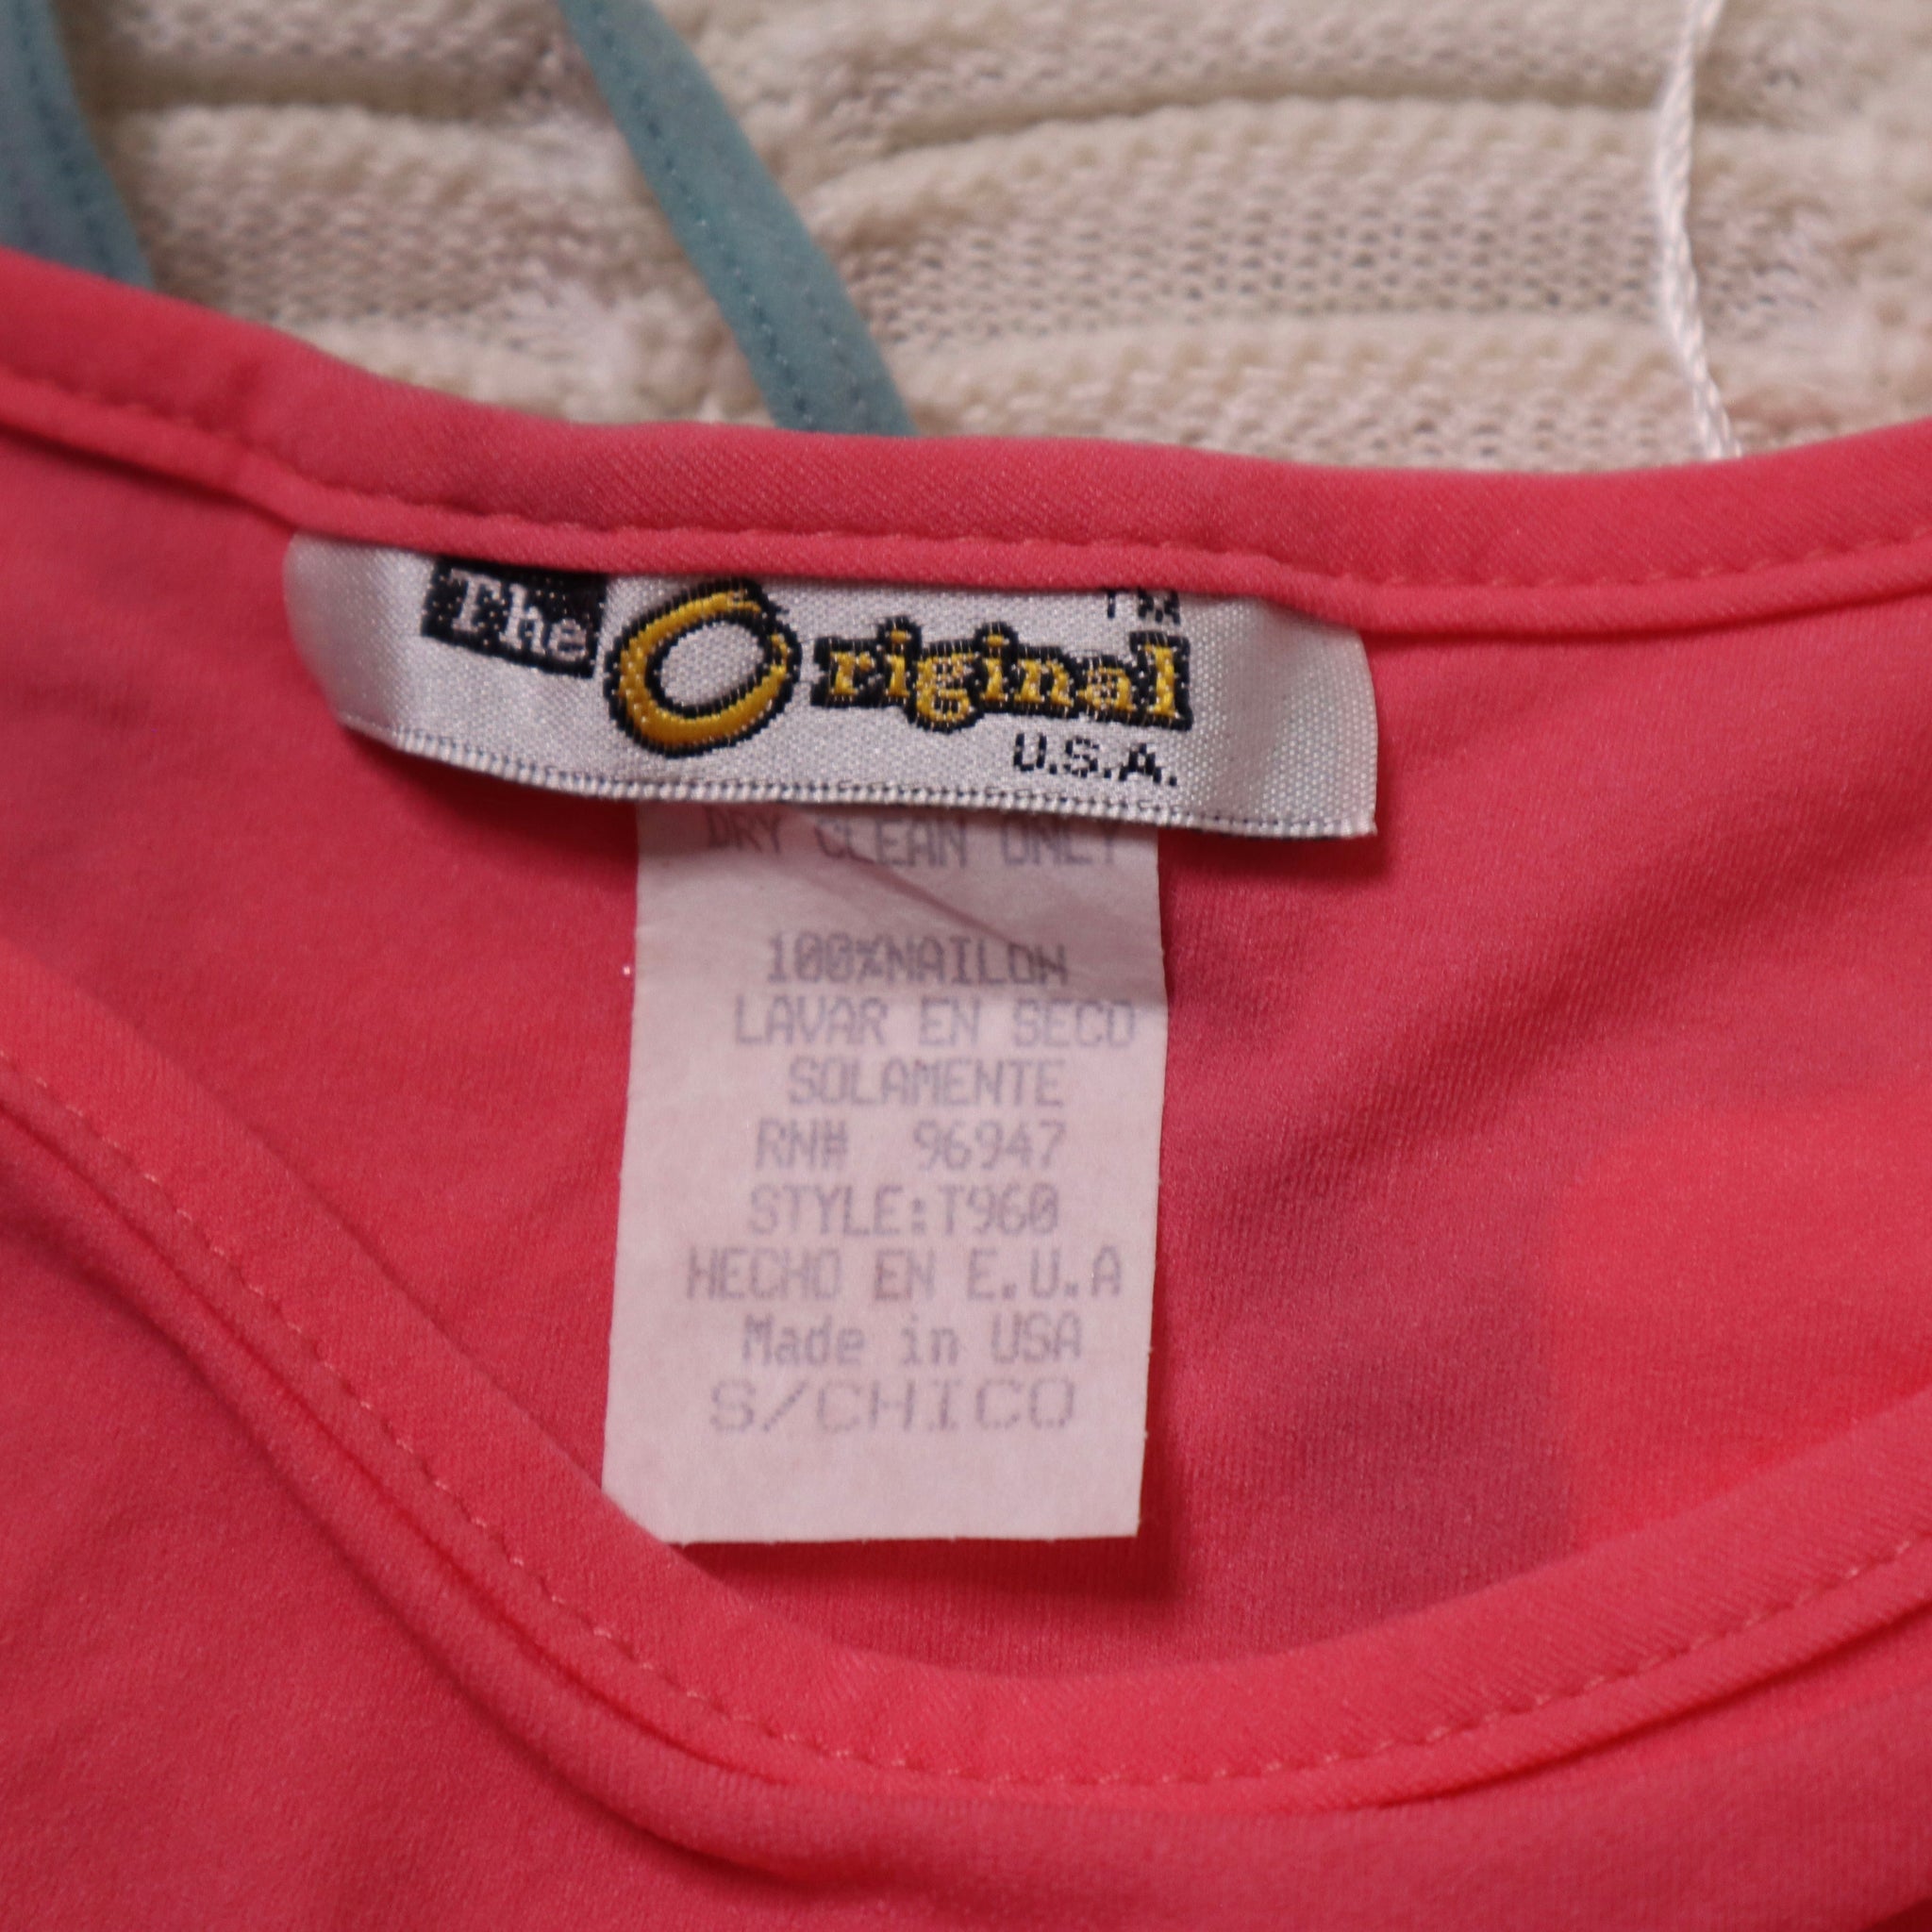 The Original TM
U.S.A.
DRY CLEAN ONLY
100%NAILON
LAVAR EN SECO
SOLAMENTE
RN# 96947
STYLE:T960
HECHO EN E.U.A
Made in USA
S/CHICO